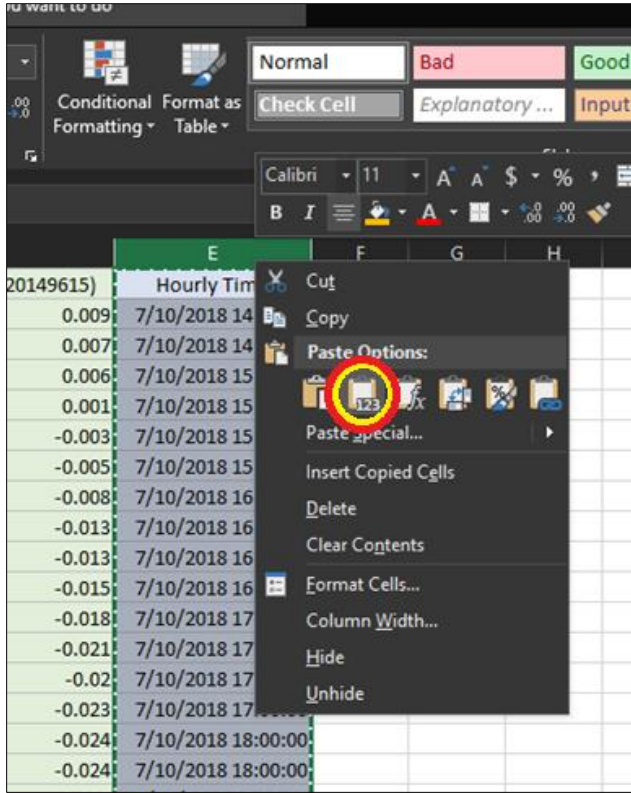 u want to do
Conditional Formatting
Format as Table
Normal
Bad
Good
Check Cell
Explanatory ...
Input
Calibri 11 A A $ % ,
B I A .00 .00
E F G H
20149615) Hourly Tim
0.009 7/10/2018 14
0.007 7/10/2018 14
0.006 7/10/2018 15
0.001 7/10/2018 15
-0.003 7/10/2018 15
-0.005 7/10/2018 15
-0.008 7/10/2018 16
-0.013 7/10/2018 16
-0.013 7/10/2018 16
-0.015 7/10/2018 16
-0.018 7/10/2018 17
-0.021 7/10/2018 17
-0.02 7/10/2018 17
-0.023 7/10/2018 17
-0.024 7/10/2018 18:00:00
-0.024 7/10/2018 18:00:00
Cut
Copy
Paste Options:
123 fx
Paste Special...
Insert Copied Cells
Delete
Clear Contents
Format Cells...
Column Width...
Hide
Unhide